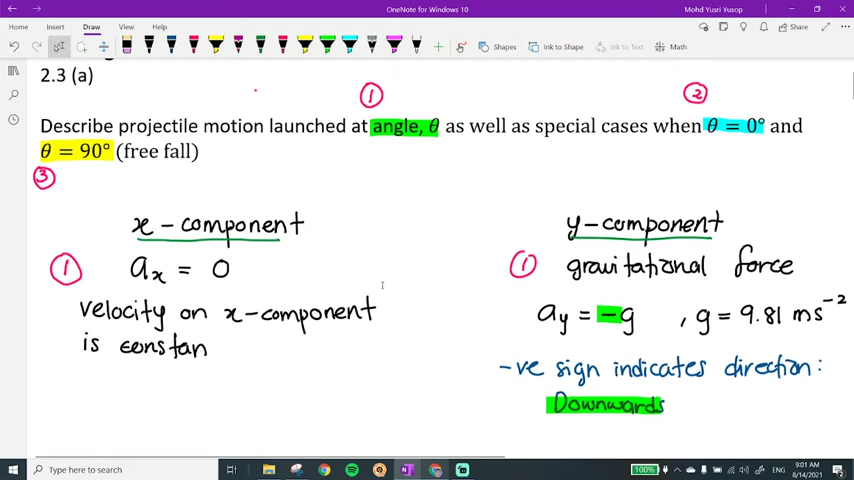 OneNote for Windows 10
Mohd Yusri Yusop
Home Insert Draw View Help
Share
Shapes Ink to Shape Ink to Text Math
2.3 (a)
① ②
Describe projectile motion launched at angle, θ as well as special cases when θ = 0° and
θ = 90° (free fall)
③
x-component y-component
① aₓ = 0 ① gravitational force
velocity on x-component aᵧ = -g , g = 9.81 ms⁻²
is constan -ve sign indicates direction:
Downwards
Type here to search
100% ENG 9:01 AM
8/14/2021